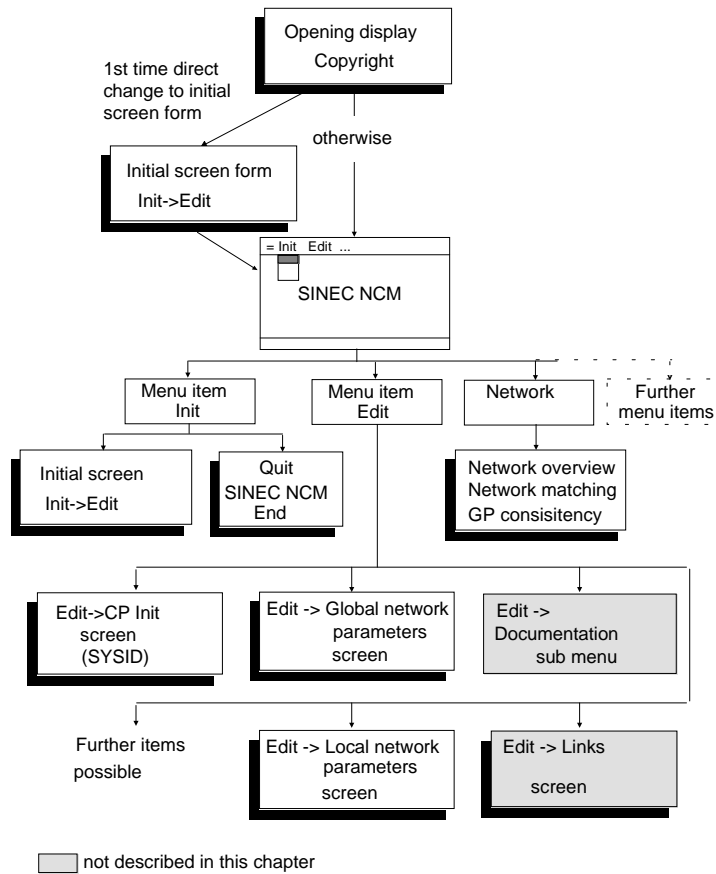 Opening display
Copyright
1st time direct
change to initial
screen form
otherwise
Initial screen form
Init->Edit
= Init Edit ...
SINEC NCM
Menu item
Init
Menu item
Edit
Network
Further
menu items
Initial screen
Init->Edit
Quit
SINEC NCM
End
Network overview
Network matching
GP consisitency
Edit->CP Init
screen
(SYSID)
Edit -> Global network
parameters
screen
Edit ->
Documentation
sub menu
Further items
possible
Edit -> Local network
parameters
screen
Edit -> Links
screen
not described in this chapter